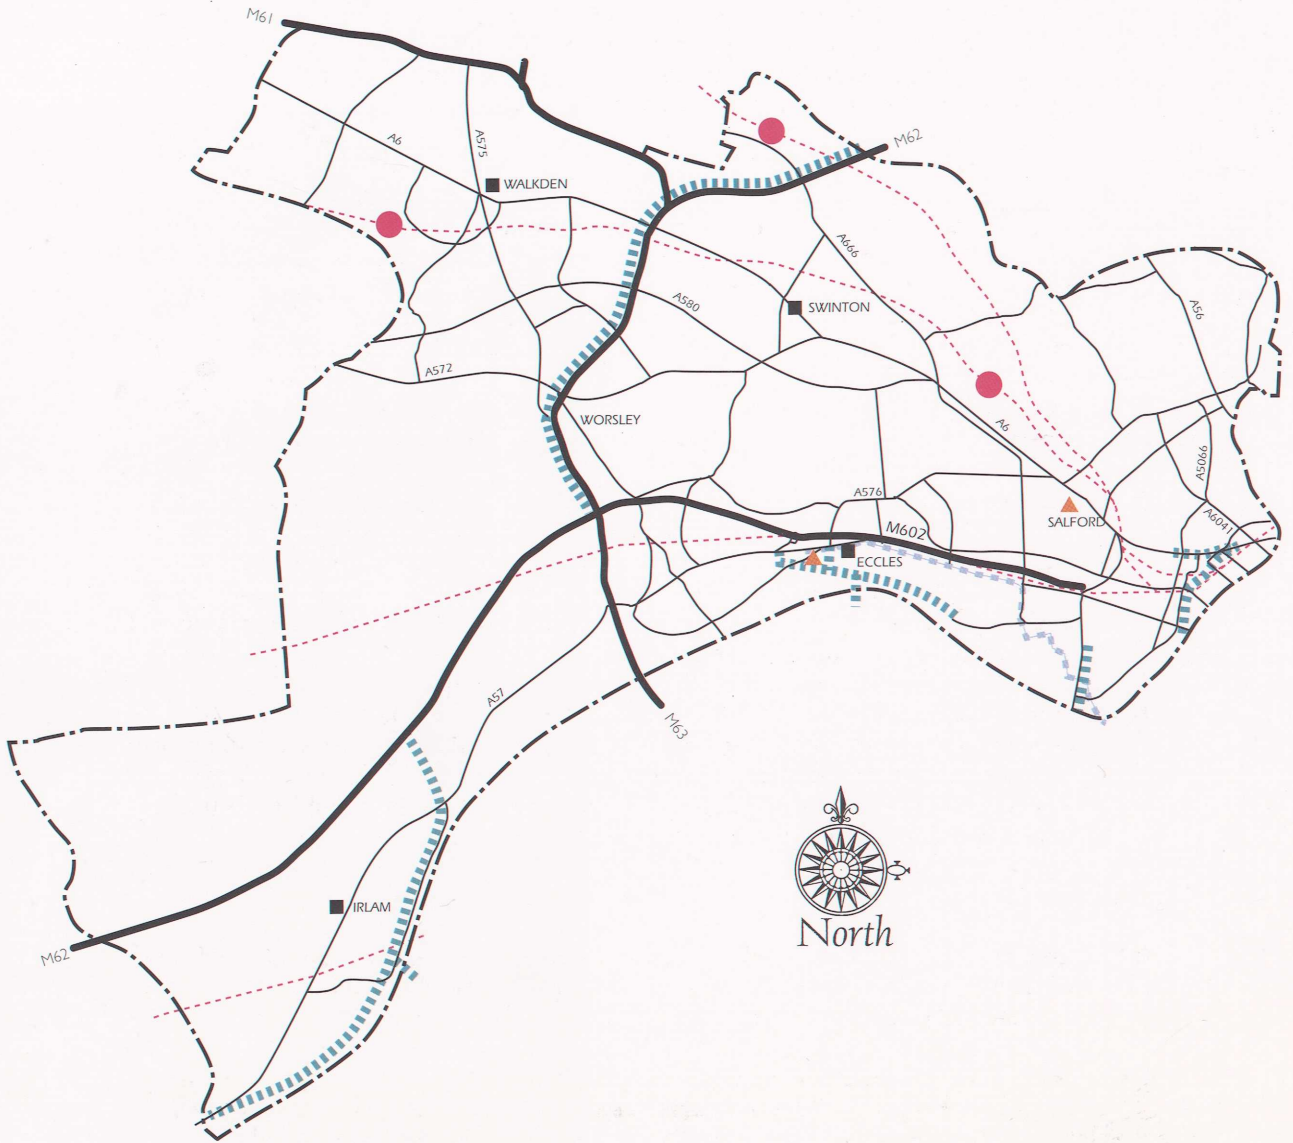 M61
M62
A6
A575
WALKDEN
A666
A56
A580
SWINTON
A572
WORSLEY
A6
A5066
A576
SALFORD
A6041
M602
ECCLES
A57
M63
IRLAM
North
M62